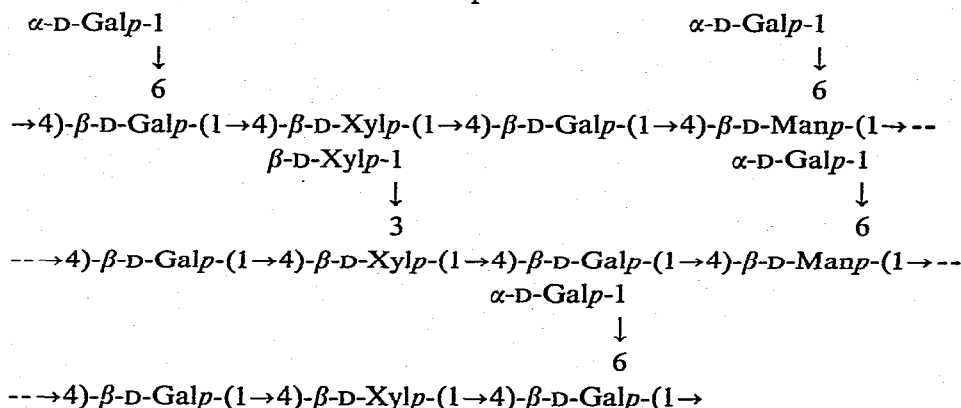 α-D-Galp-1 α-D-Galp-1
↓ ↓
6 6
→4)-β-D-Galp-(1→4)-β-D-Xylp-(1→4)-β-D-Galp-(1→4)-β-D-Manp-(1→--
β-D-Xylp-1 α-D-Galp-1
↓ ↓
3 6
---→4)-β-D-Galp-(1→4)-β-D-Xylp-(1→4)-β-D-Galp-(1→4)-β-D-Manp-(1→--
α-D-Galp-1
↓
6
---→4)-β-D-Galp-(1→4)-β-D-Xylp-(1→4)-β-D-Galp-(1→